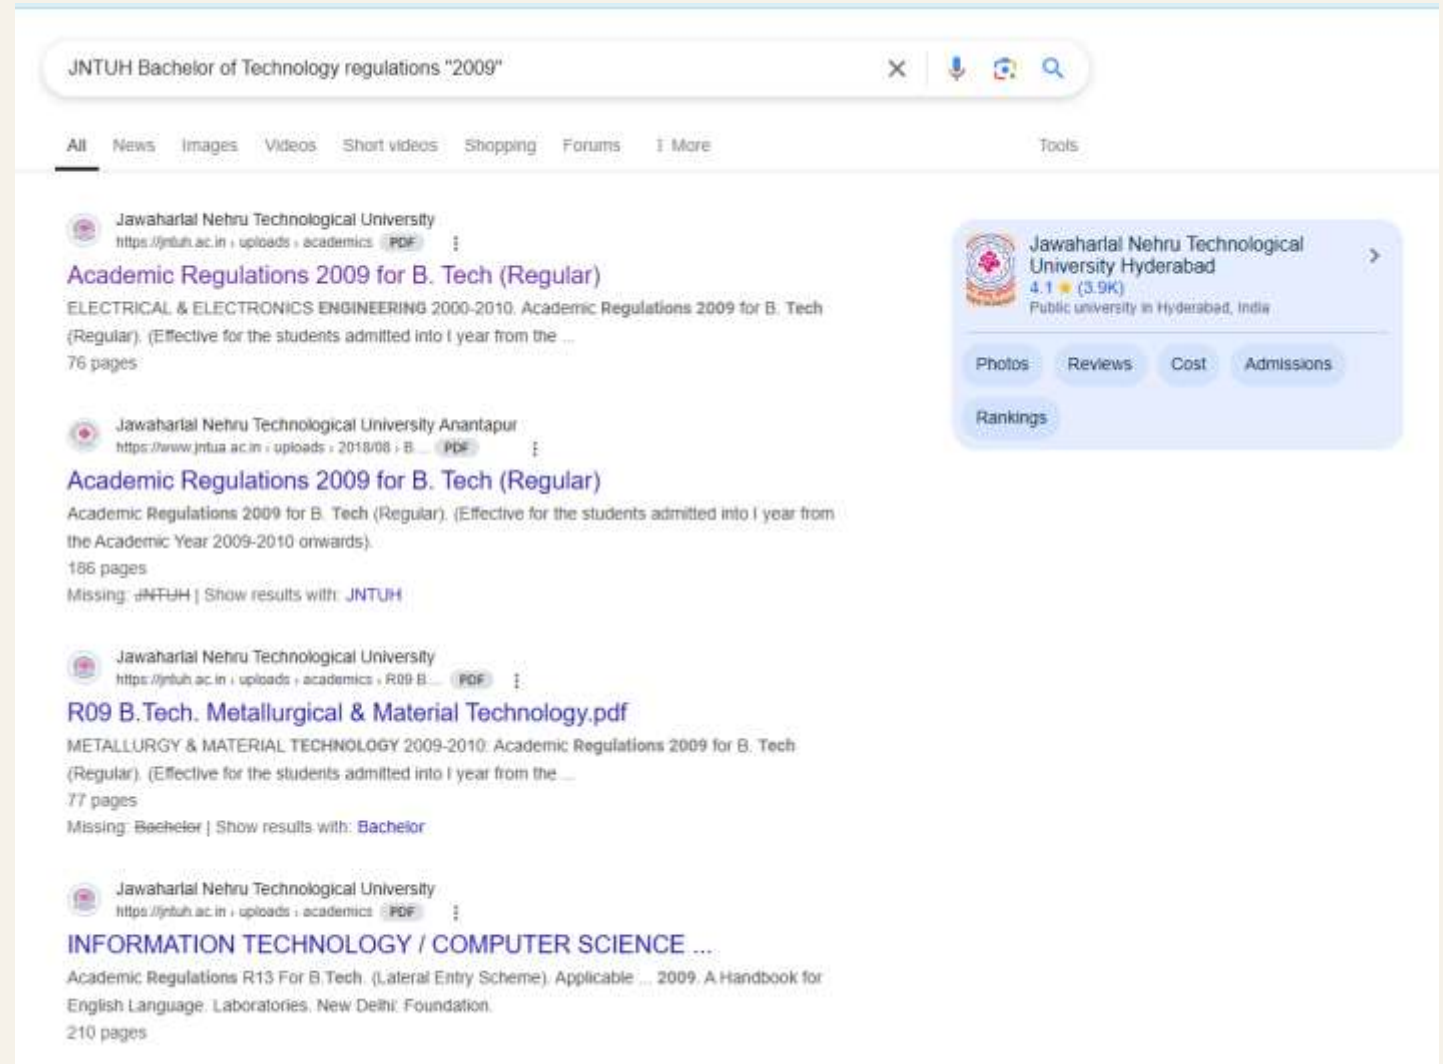 JNTUH Bachelor of Technology regulations "2009"
All News Images Videos Short videos Shopping Forums More Tools
Jawaharlal Nehru Technological University
https://jntuh.ac.in › uploads › academics PDF
Academic Regulations 2009 for B. Tech (Regular)
ELECTRICAL & ELECTRONICS ENGINEERING 2000-2010. Academic Regulations 2009 for B. Tech
(Regular). (Effective for the students admitted into I year from the ...
76 pages
Jawaharlal Nehru Technological University Anantapur
https://www.jntua.ac.in › uploads › 2018/08 › B... PDF
Academic Regulations 2009 for B. Tech (Regular)
Academic Regulations 2009 for B. Tech (Regular). (Effective for the students admitted into I year from
the Academic Year 2009-2010 onwards).
186 pages
Missing: JNTUH | Show results with: JNTUH
Jawaharlal Nehru Technological University
https://jntuh.ac.in › uploads › academics › R09 B... PDF
R09 B.Tech. Metallurgical & Material Technology.pdf
METALLURGY & MATERIAL TECHNOLOGY 2009-2010. Academic Regulations 2009 for B. Tech
(Regular). (Effective for the students admitted into I year from the ...
77 pages
Missing: Bachelor | Show results with: Bachelor
Jawaharlal Nehru Technological University
https://jntuh.ac.in › uploads › academics PDF
INFORMATION TECHNOLOGY / COMPUTER SCIENCE ...
Academic Regulations R13 For B.Tech. (Lateral Entry Scheme). Applicable ... 2009. A Handbook for
English Language. Laboratories. New Delhi: Foundation.
210 pages
Jawaharlal Nehru Technological
University Hyderabad
4.1 ★ (3.9K)
Public university in Hyderabad, India
Photos Reviews Cost Admissions
Rankings